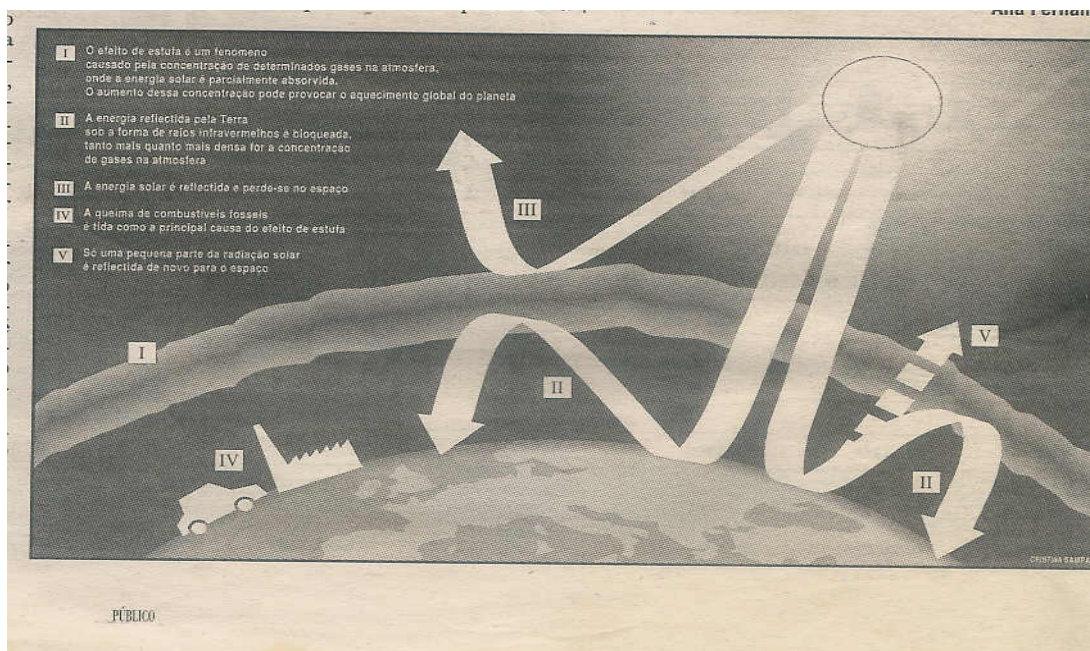 I
O efeito de estufa é um fenomeno
causado pela concentração de determinados gases na atmosfera,
onde a energia solar é parcialmente absorvida.
O aumento dessa concentração pode provocar o aquecimento global do planeta
II
A energia reflectida pela Terra
sob a forma de raios infravermelhos é bloqueada,
tanto mais quanto mais densa for a concentração
de gases na atmosfera
III
A energia solar é reflectida e perde-se no espaço
IV
A queima de combustíveis fosseis
é tida como a principal causa do efeito de estufa
V
Só uma pequena parte da radiação solar
é reflectida de novo para o espaço
III
I
II
V
IV
II
CRISTINA SAMPA
PÚBLICO